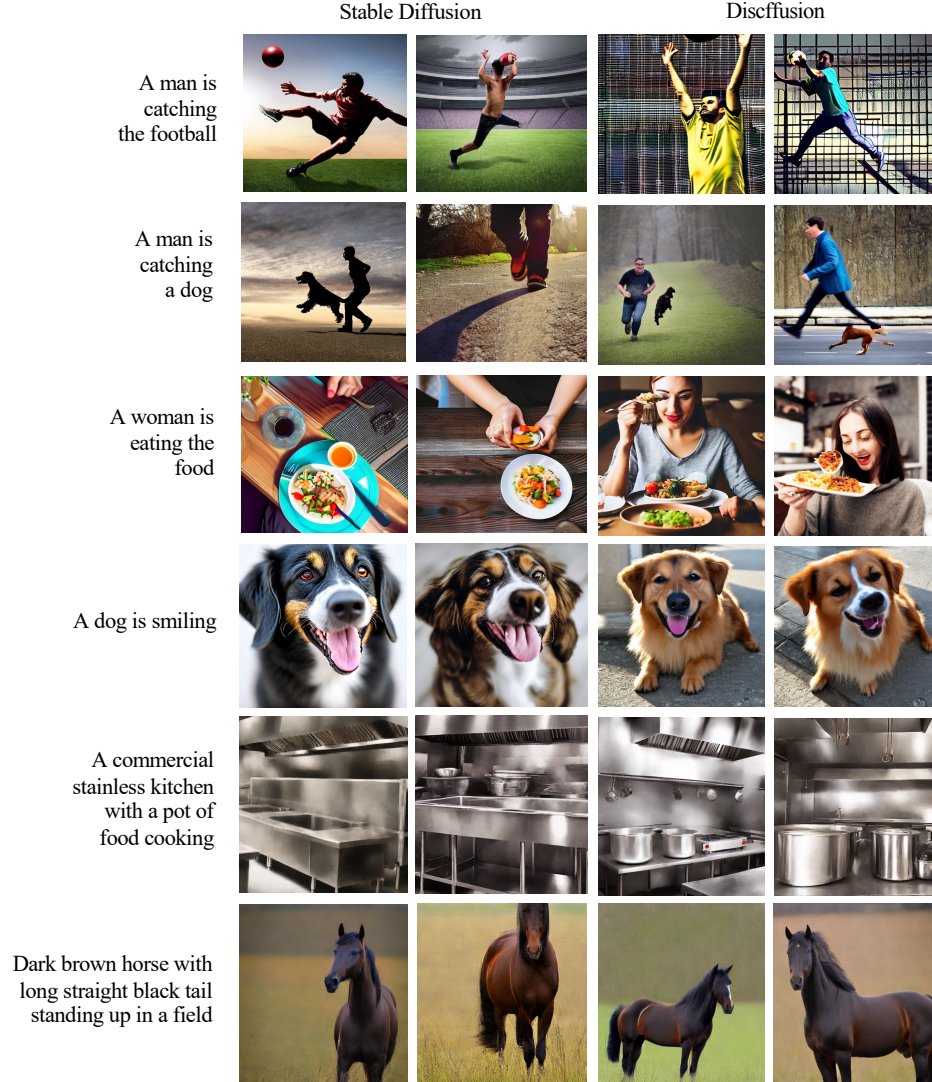 Stable Diffusion
Discffusion
A man is
catching
the football
A man is
catching
a dog
A woman is
eating the
food
A dog is smiling
A commercial
stainless kitchen
with a pot of
food cooking
Dark brown horse with
long straight black tail
standing up in a field